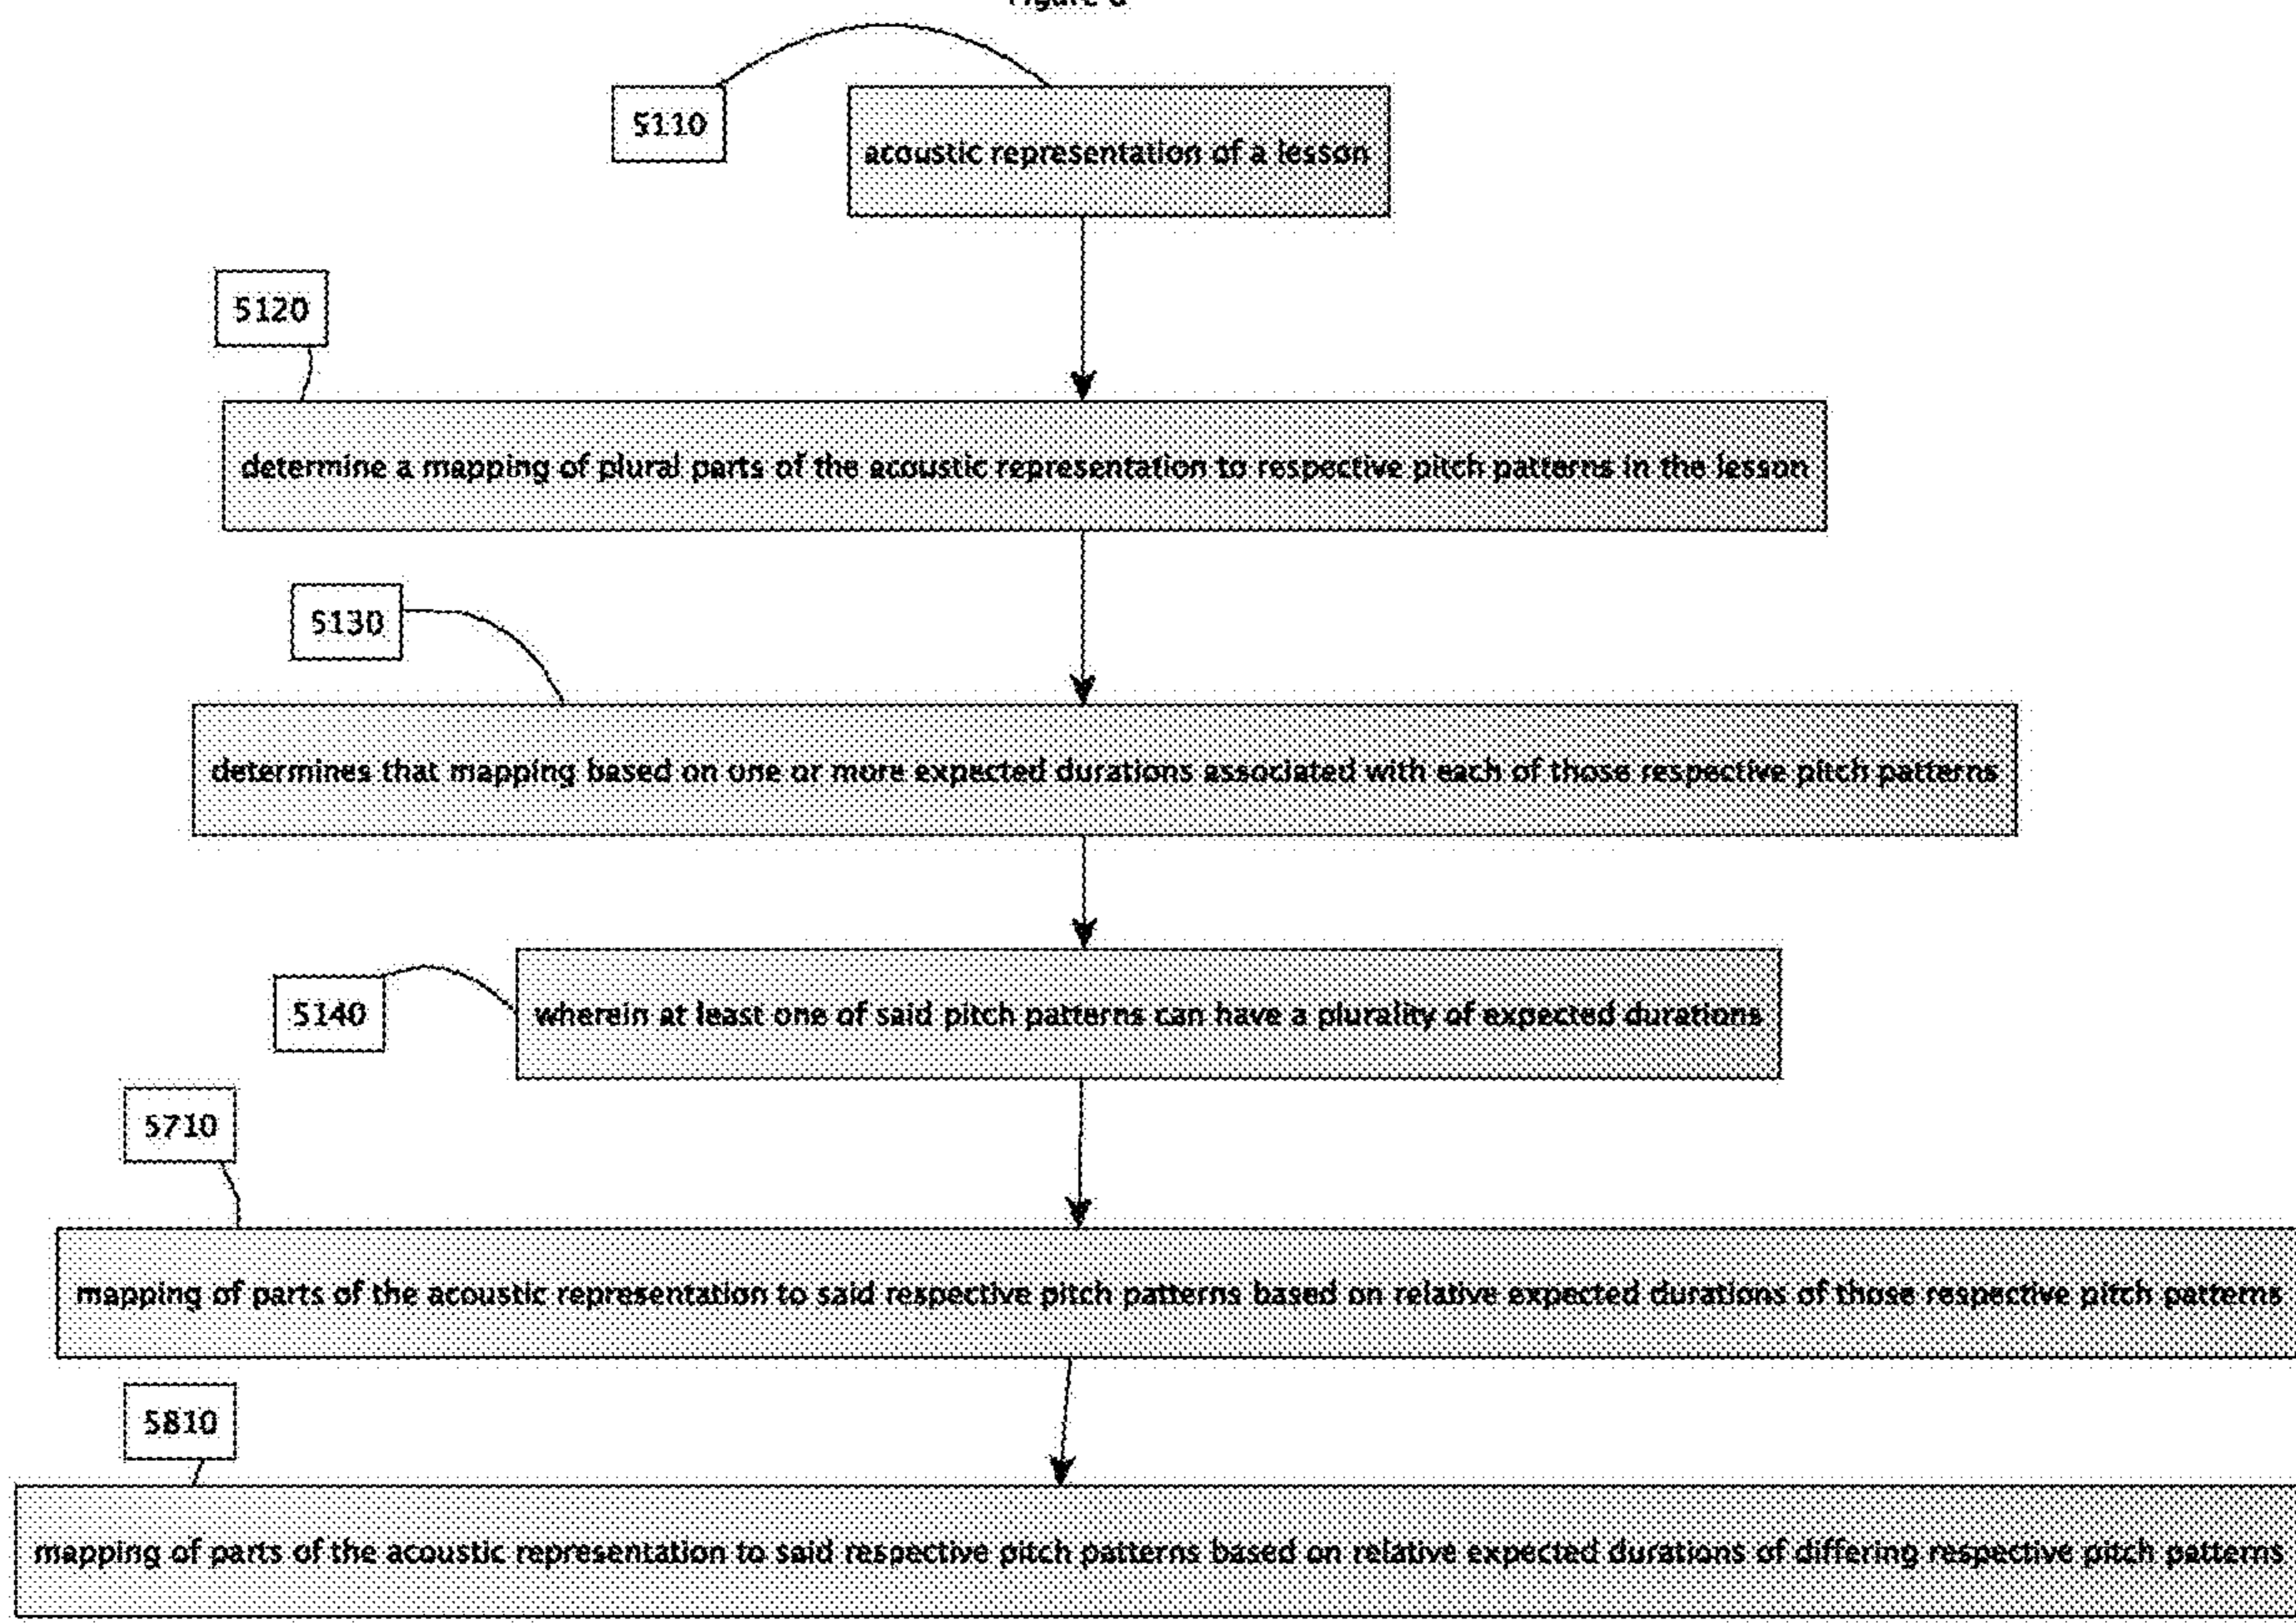 5110
acoustic representation of a lesson
5120
determine a mapping of plural parts of the acoustic representation to respective pitch patterns in the lesson
5130
determines that mapping based on one or more expected durations associated with each of those respective pitch patterns
5140
wherein at least one of said pitch patterns can have a plurality of expected durations
5710
mapping of parts of the acoustic representation to said respective pitch patterns based on relative expected durations of those respective pitch patterns
5810
mapping of parts of the acoustic representation to said respective pitch patterns based on relative expected durations of differing respective pitch patterns